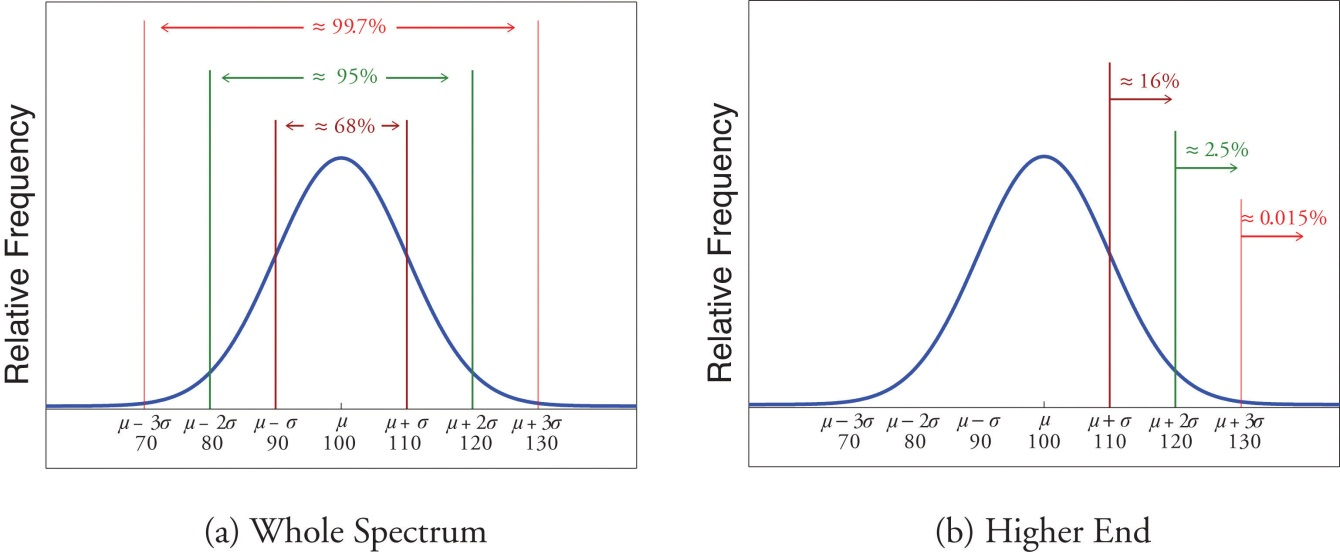 ≈ 99.7%
≈ 95%
≈ 68%
Relative Frequency
μ − 3σ μ − 2σ μ − σ μ μ + σ μ + 2σ μ + 3σ
70 80 90 100 110 120 130
(a) Whole Spectrum
≈ 16%
≈ 2.5%
≈ 0.015%
Relative Frequency
μ − 3σ μ − 2σ μ − σ μ μ + σ μ + 2σ μ + 3σ
70 80 90 100 110 120 130
(b) Higher End